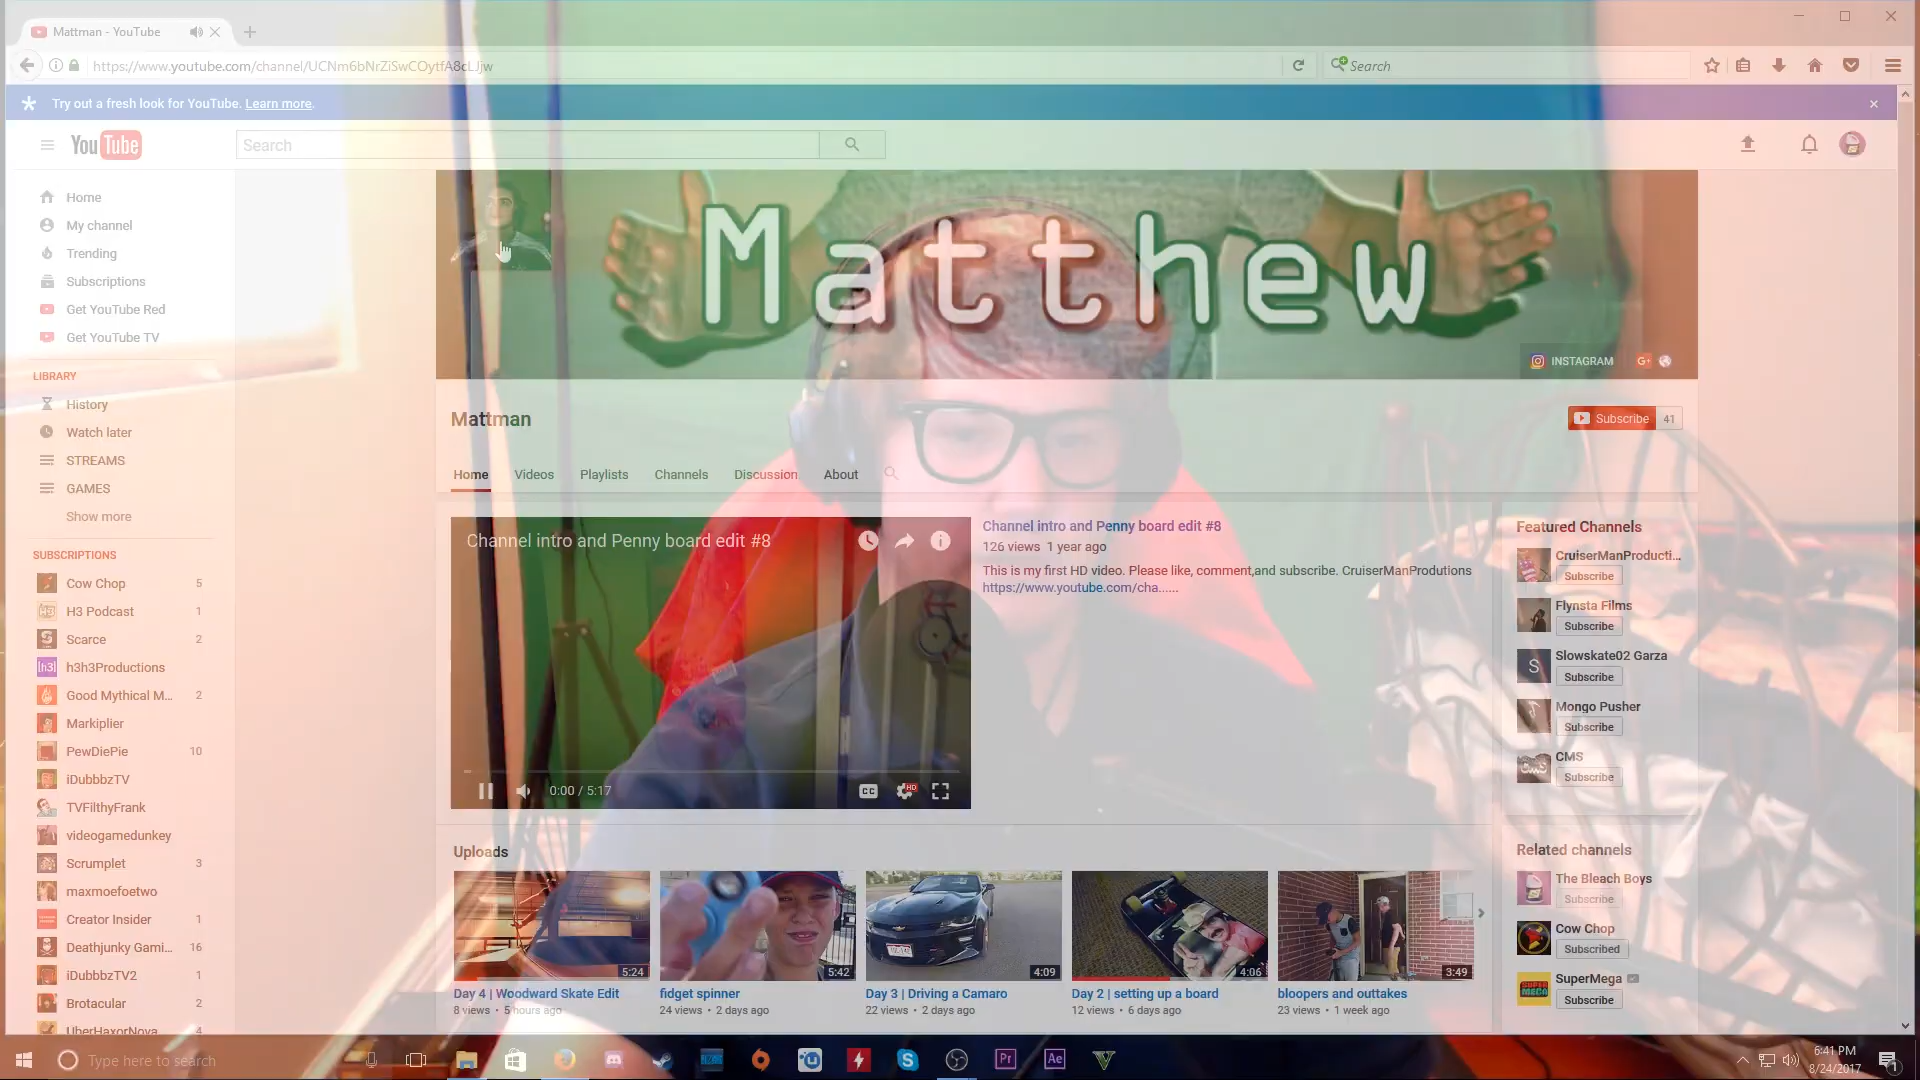 Mattman - YouTube
https://www.youtube.com/channel/UCNm6bNrZiSwCOytfA8cLJjw
Search
Try out a fresh look for YouTube. Learn more.
YouTube
Search
Home
My channel
Trending
Subscriptions
Get YouTube Red
Get YouTube TV
LIBRARY
History
Watch later
STREAMS
GAMES
Show more
SUBSCRIPTIONS
Cow Chop 5
H3 Podcast 1
Scarce 2
h3h3Productions
Good Mythical M... 2
Markiplier
PewDiePie 10
iDubbbzTV
TVFilthyFrank
videogamedunkey
Scrumplet 3
maxmoefoetwo
Creator Insider 1
Deathjunky Gami... 16
iDubbbzTV2 1
Brotacular 2
UberHaxorNova 4
Matthew
INSTAGRAM
G+
Mattman
Subscribe 41
Home Videos Playlists Channels Discussion About
Channel intro and Penny board edit #8
0:00 / 5:17
CC
HD
Channel intro and Penny board edit #8
126 views 1 year ago
This is my first HD video. Please like, comment,and subscribe. CruiserManProdutions
https://www.youtube.com/cha......
Uploads
5:24
Day 4 | Woodward Skate Edit
8 views • 5 hours ago
5:42
fidget spinner
24 views • 2 days ago
4:09
Day 3 | Driving a Camaro
22 views • 2 days ago
4:06
Day 2 | setting up a board
12 views • 6 days ago
3:49
bloopers and outtakes
23 views • 1 week ago
Featured Channels
CruiserManProducti...
Subscribe
Flynsta Films
Subscribe
S
Slowskate02 Garza
Subscribe
Mongo Pusher
Subscribe
CMS
CMS
Subscribe
Related channels
The Bleach Boys
Subscribe
Cow Chop
Subscribed
SUPER MEGA
SuperMega
Subscribe
Type here to search
Pr
Ae
6:41 PM
8/24/2017
1